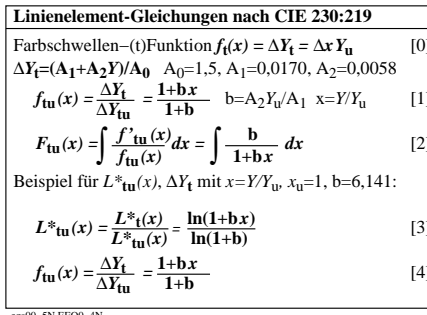 Linienelement-Gleichungen nach CIE 230:219
Farbschwellen–(t)Funktion f_t(x) = ΔY_t = Δx Y_u [0]
ΔY_t=(A_1+A_2Y)/A_0 A_0=1,5, A_1=0,0170, A_2=0,0058
f_tu(x) = ΔY_t / ΔY_tu = (1+bx) / (1+b) b=A_2Y_u/A_1 x=Y/Y_u [1]
F_tu(x) = ∫ f'_tu(x) / f_tu(x) dx = ∫ b / (1+bx) dx [2]
Beispiel für L*_tu(x), ΔY_t mit x=Y/Y_u, x_u=1, b=6,141:
L*_tu(x) = L*_t(x) / L*_tu(x) = ln(1+bx) / ln(1+b) [3]
f_tu(x) = ΔY_t / ΔY_tu = (1+bx) / (1+b) [4]